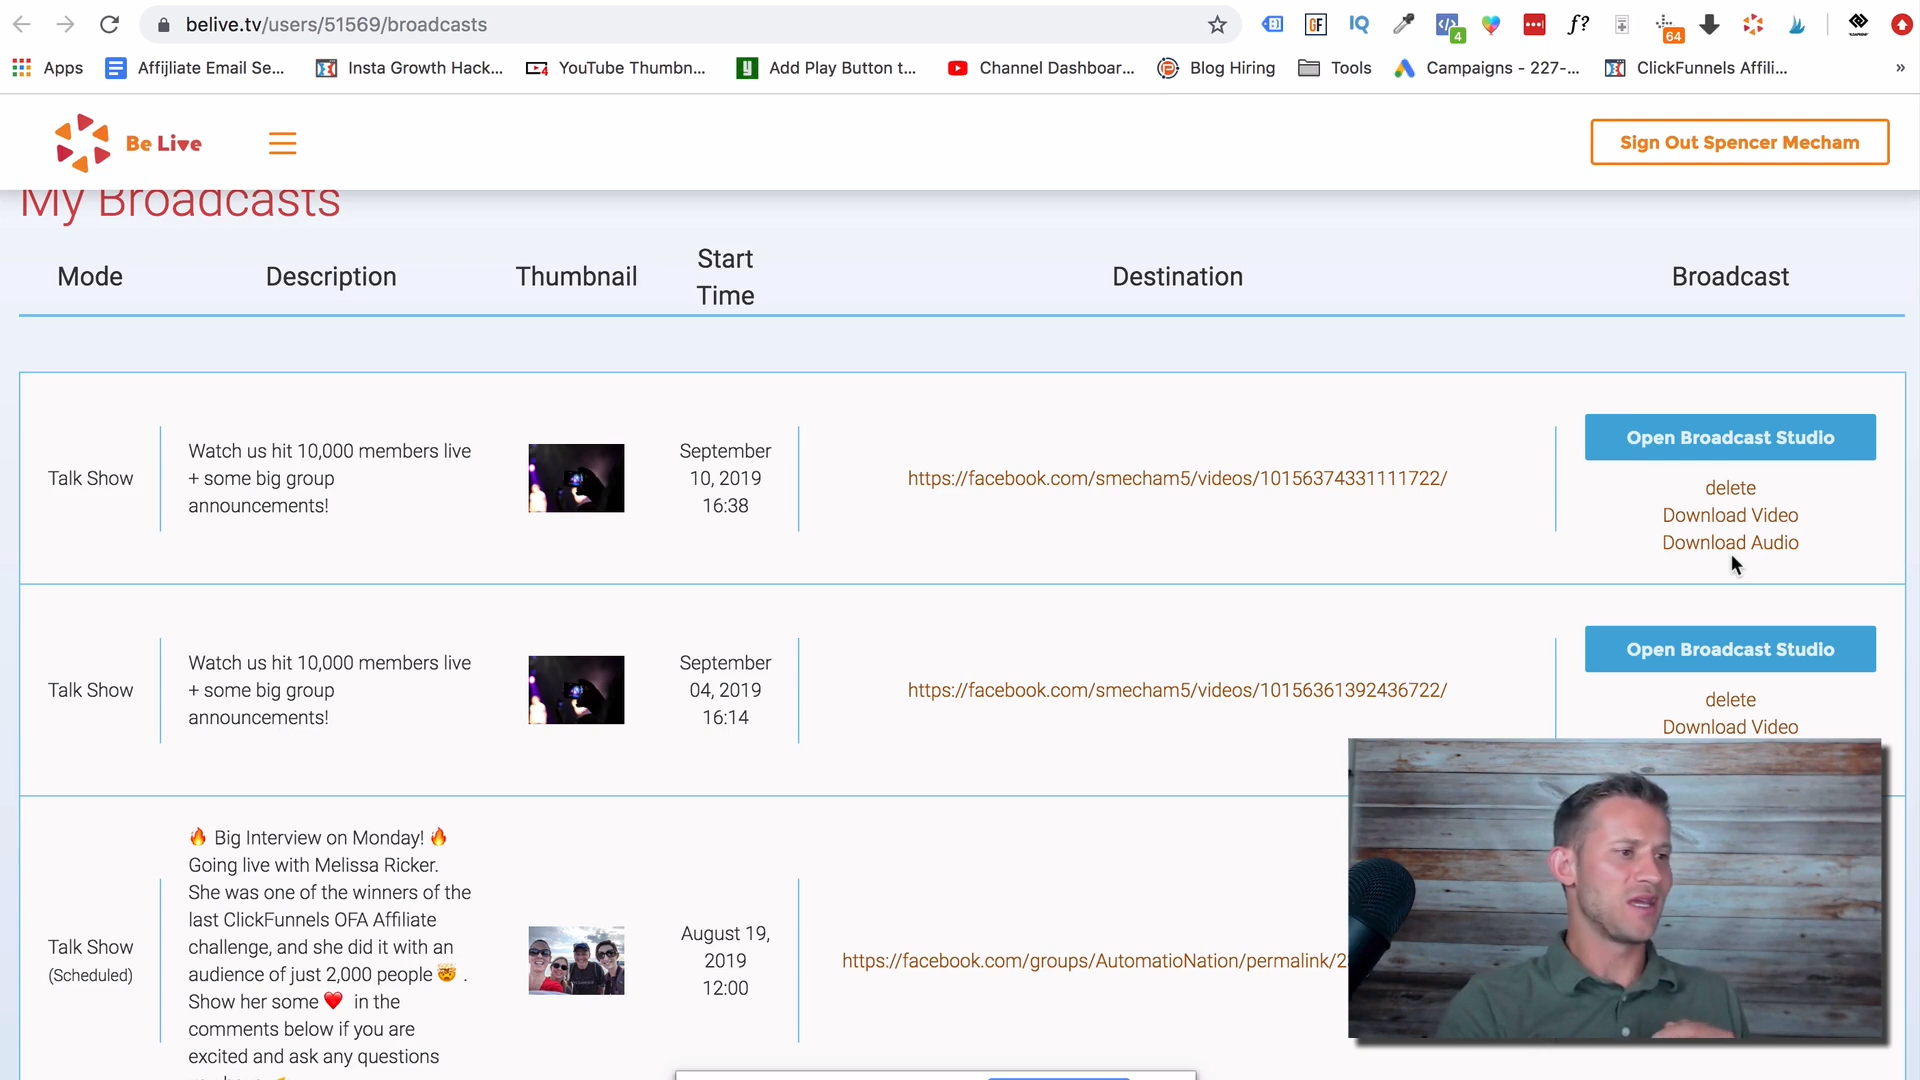 belive.tv/users/51569/broadcasts
GF
IQ
4
f?
64
Apps
Affijliate Email Se...
Insta Growth Hack...
YouTube Thumbn...
Add Play Button t...
Channel Dashboar...
Blog Hiring
Tools
Campaigns - 227-...
ClickFunnels Affili...
»
Be Live
Sign Out Spencer Mecham
My Broadcasts
Mode
Description
Thumbnail
Start
Time
Destination
Broadcast
Talk Show
Watch us hit 10,000 members live
+ some big group
announcements!
September
10, 2019
16:38
https://facebook.com/smecham5/videos/10156374331111722/
Open Broadcast Studio
delete
Download Video
Download Audio
Talk Show
Watch us hit 10,000 members live
+ some big group
announcements!
September
04, 2019
16:14
https://facebook.com/smecham5/videos/10156361392436722/
Open Broadcast Studio
delete
Download Video
Talk Show
(Scheduled)
🔥 Big Interview on Monday! 🔥
Going live with Melissa Ricker.
She was one of the winners of the
last ClickFunnels OFA Affiliate
challenge, and she did it with an
audience of just 2,000 people 🤯 .
Show her some ❤️ in the
comments below if you are
excited and ask any questions
August 19,
2019
12:00
https://facebook.com/groups/AutomatioNation/permalink/2